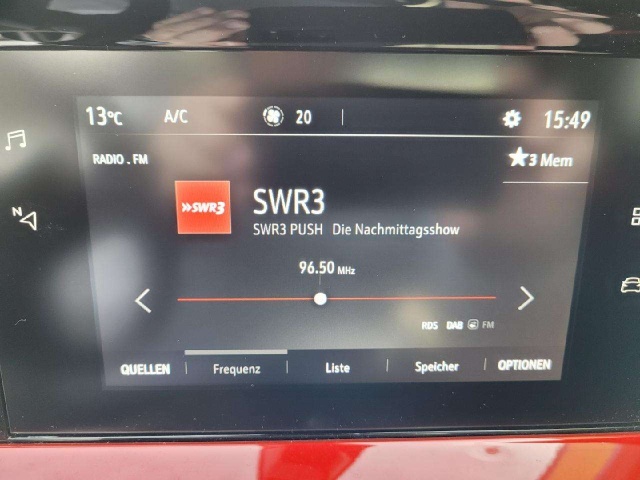 13°C A/C 20 15:49
RADIO . FM
★3 Mem
»SWR3
SWR3
SWR3 PUSH Die Nachmittagsshow
96.50 MHz
RDS DAB FM
N
QUELLEN Frequenz Liste Speicher OPTIONEN